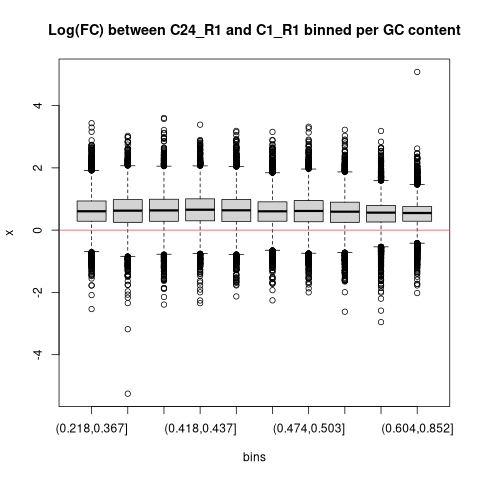 Log(FC) between C24_R1 and C1_R1 binned per GC content
4
2
0
-2
-4
x
(0.218,0.367] (0.418,0.437] (0.474,0.503] (0.604,0.852]
bins